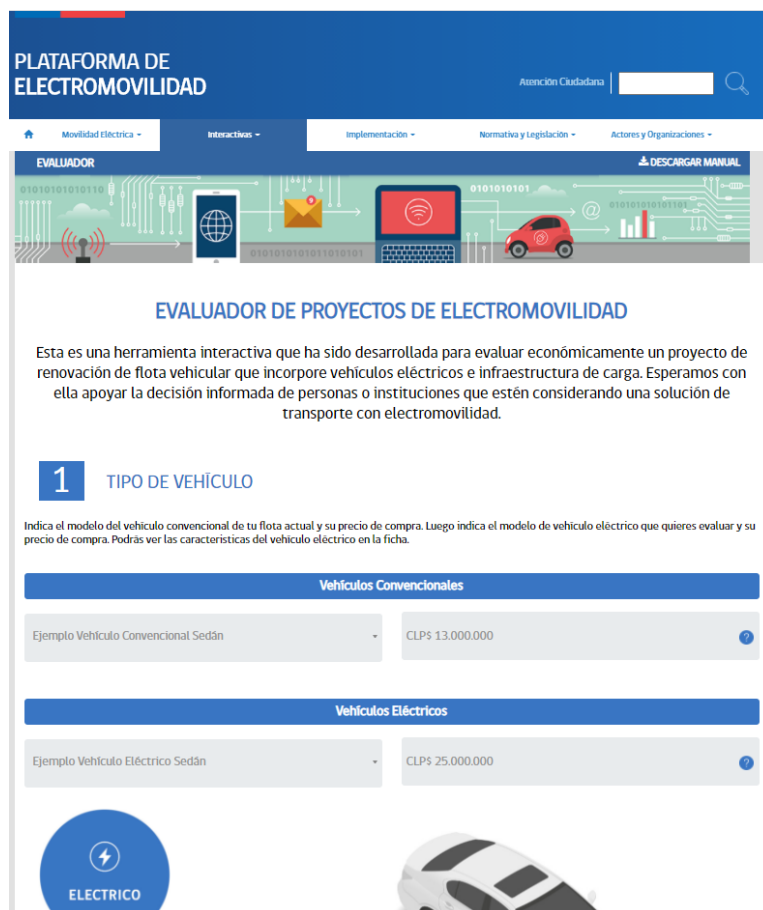 PLATAFORMA DE
ELECTROMOVILIDAD
Atención Ciudadana
Movilidad Eléctrica
Interactivas
Implementación
Normativa y Legislación
Actores y Organizaciones
EVALUADOR
DESCARGAR MANUAL
0101010101110
0101010101
010101010101101
0101010101011010101
EVALUADOR DE PROYECTOS DE ELECTROMOVILIDAD
Esta es una herramienta interactiva que ha sido desarrollada para evaluar económicamente un proyecto de
renovación de flota vehicular que incorpore vehículos eléctricos e infraestructura de carga. Esperamos con
ella apoyar la decisión informada de personas o instituciones que estén considerando una solución de
transporte con electromovilidad.
1 TIPO DE VEHÍCULO
Indica el modelo del vehículo convencional de tu flota actual y su precio de compra. Luego indica el modelo de vehículo eléctrico que quieres evaluar y su
precio de compra. Podrás ver las características del vehículo eléctrico en la ficha.
Vehículos Convencionales
Ejemplo Vehículo Convencional Sedán
CLP$ 13.000.000
?
Vehículos Eléctricos
Ejemplo Vehículo Eléctrico Sedán
CLP$ 25.000.000
?
ELECTRICO